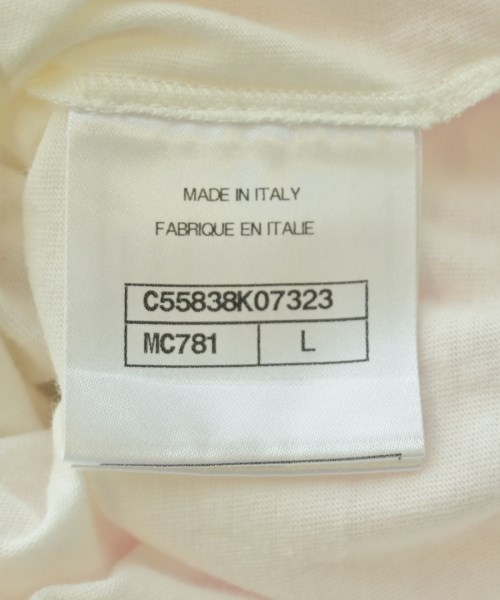 MADE IN ITALY
FABRIQUE EN ITALIE
C55838K07323
MC781 L